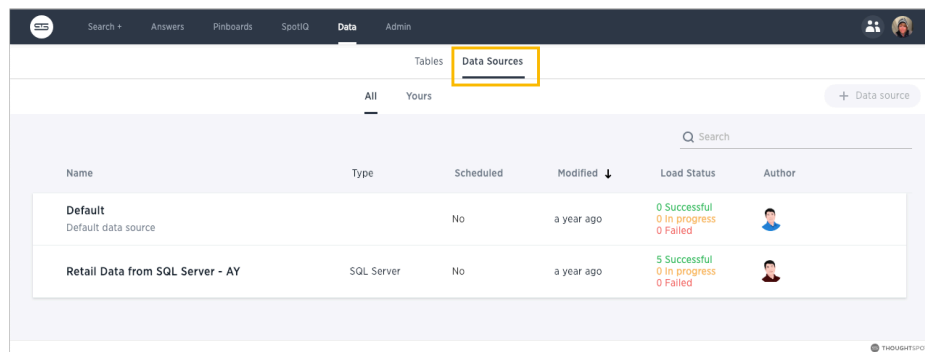 STS Search + Answers Pinboards SpotIQ Data Admin
Tables Data Sources
All Yours + Data source
Search
Name Type Scheduled Modified ↓ Load Status Author
Default
Default data source
No a year ago
0 Successful
0 In progress
0 Failed
Retail Data from SQL Server - AY SQL Server No a year ago
5 Successful
0 In progress
0 Failed
THOUGHTSPO